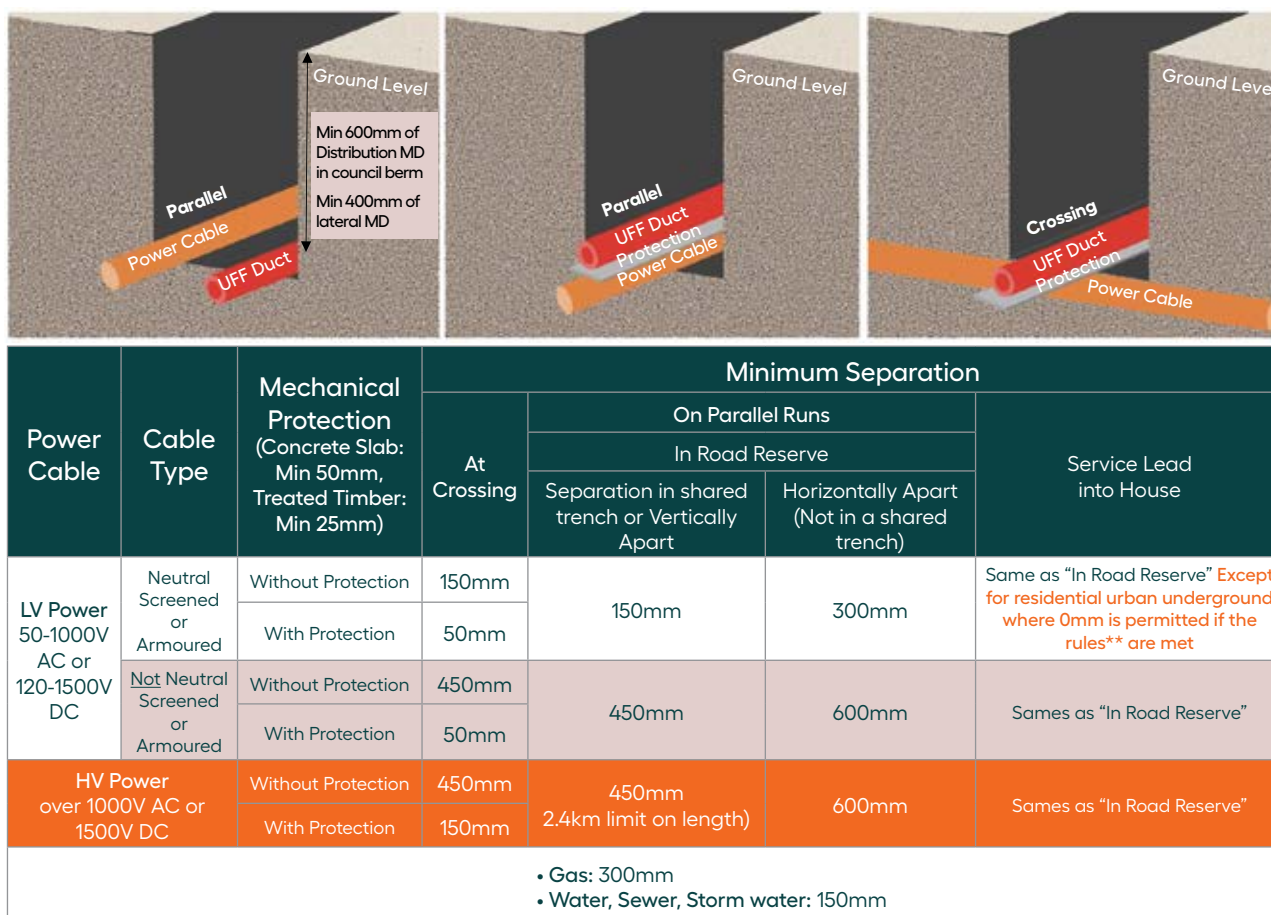 Ground Level
Min 600mm of
Distribution MD
in council berm
Min 400mm of
lateral MD
Parallel
Power Cable
UFF Duct
Ground Level
Parallel
UFF Duct
Protection
Power Cable
Ground Level
Crossing
UFF Duct
Protection
Power Cable
Power
Cable
Cable
Type
Mechanical
Protection
(Concrete Slab:
Min 50mm,
Treated Timber:
Min 25mm)
Minimum Separation
At
Crossing
On Parallel Runs
In Road Reserve
Separation in shared
trench or Vertically
Apart
Horizontally Apart
(Not in a shared
trench)
Service Lead
into House
LV Power
50-1000V
AC or
120-1500V
DC
Neutral
Screened
or
Armoured
Without Protection
150mm
With Protection
50mm
150mm
300mm
Same as “In Road Reserve” Except
for residential urban underground
where 0mm is permitted if the
rules** are met
Not Neutral
Screened
or
Armoured
Without Protection
450mm
With Protection
50mm
450mm
600mm
Sames as “In Road Reserve”
HV Power
over 1000V AC or
1500V DC
Without Protection
450mm
With Protection
150mm
450mm
2.4km limit on length)
600mm
Sames as “In Road Reserve”
• Gas: 300mm
• Water, Sewer, Storm water: 150mm